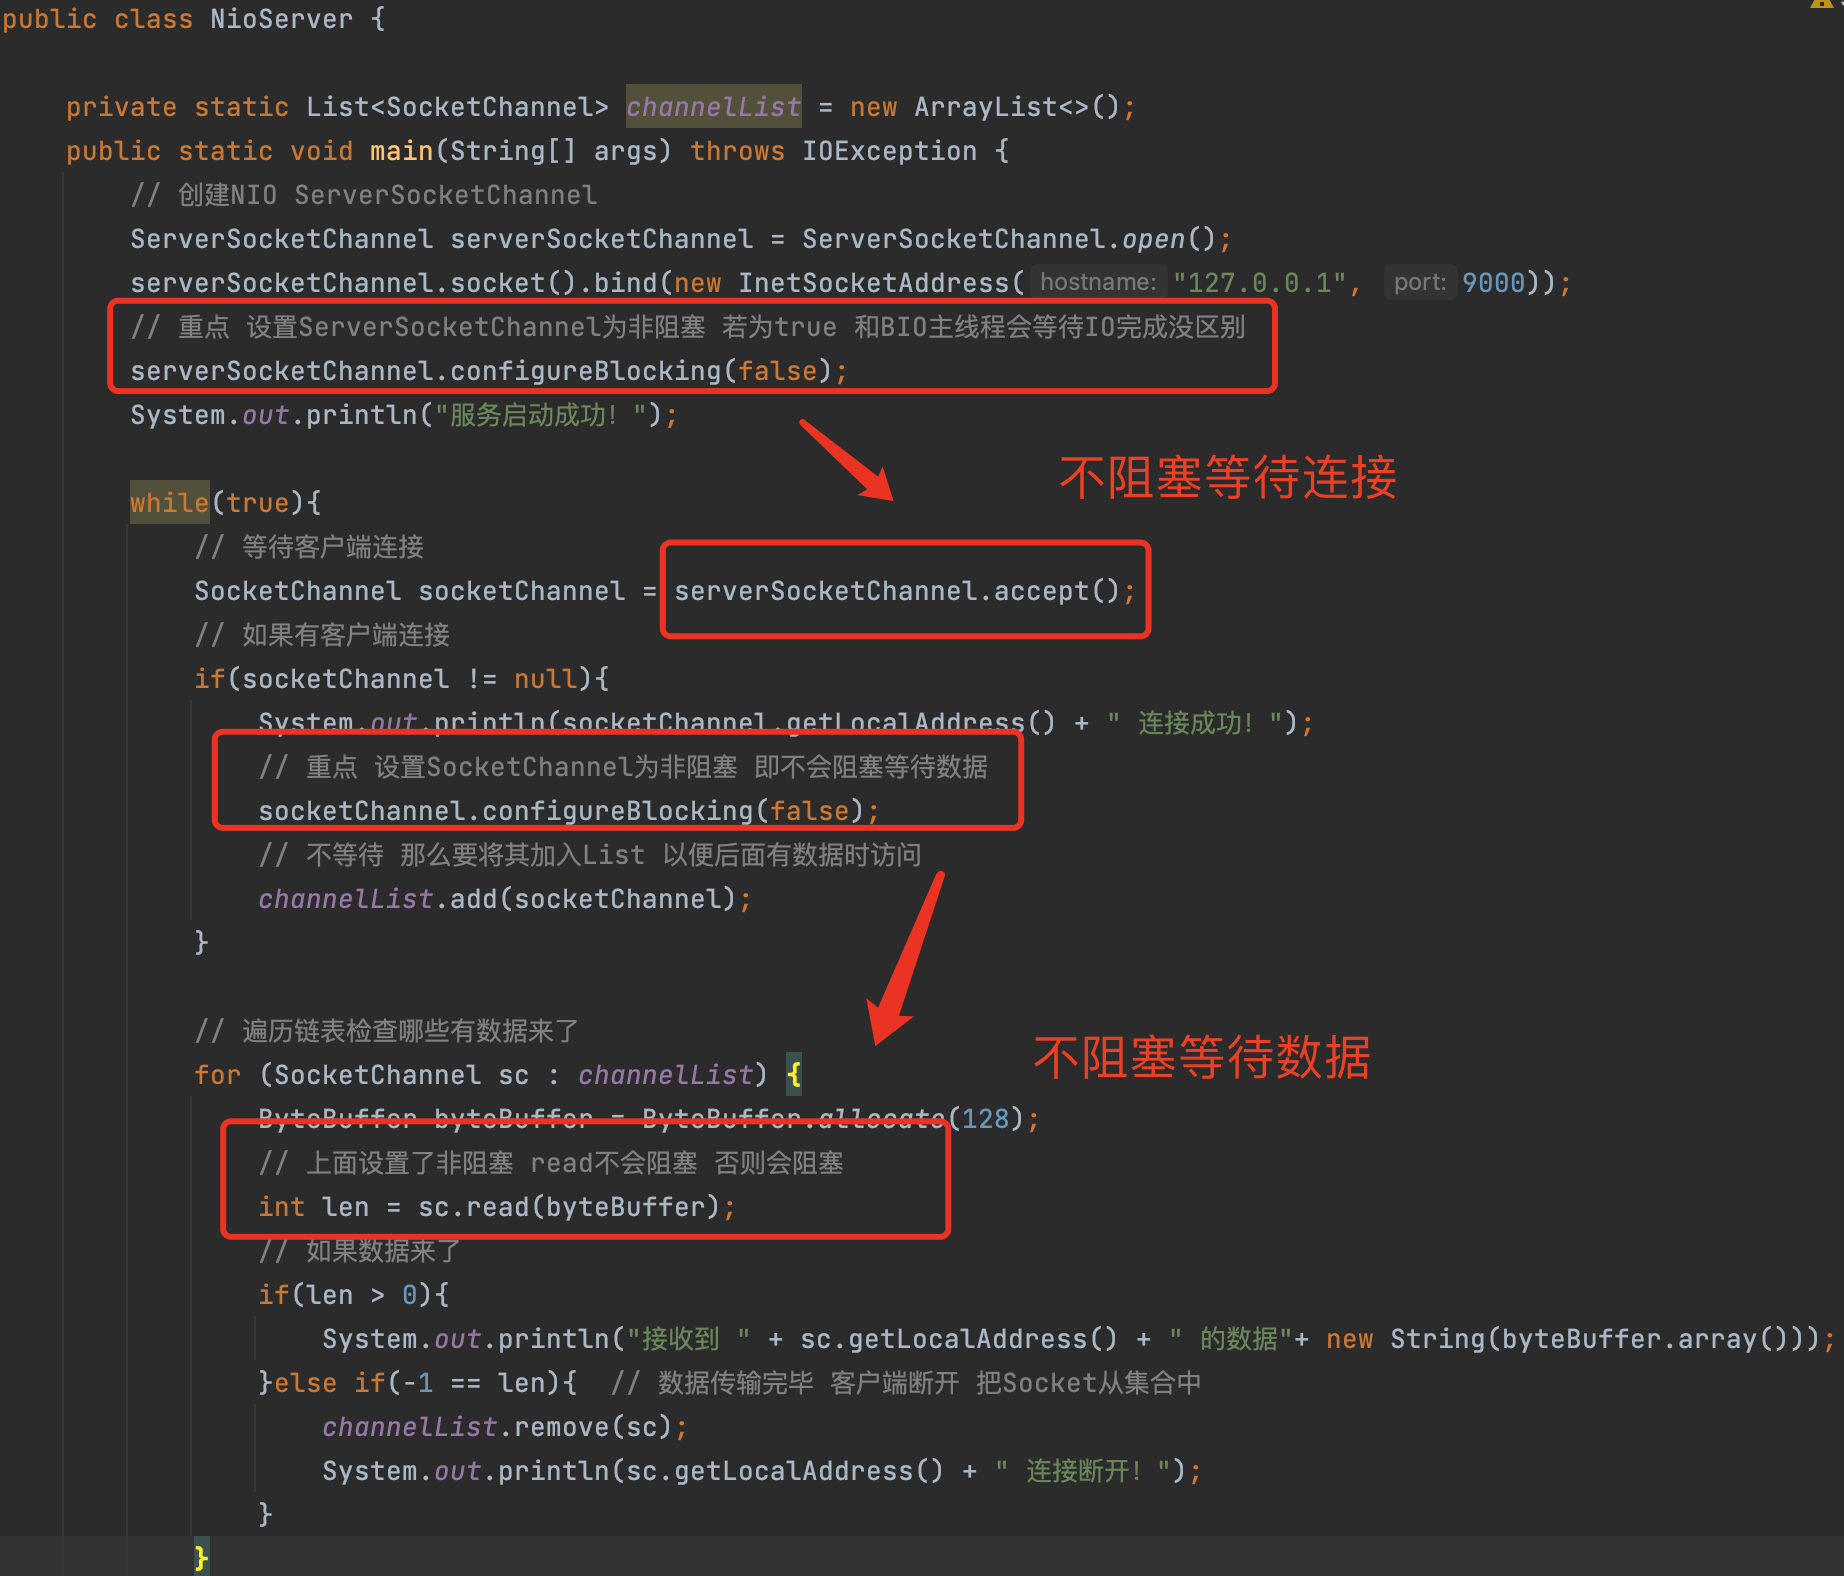 public class NioServer {
private static List<SocketChannel> channelList = new ArrayList<>();
public static void main(String[] args) throws IOException {
// 创建NIO ServerSocketChannel
ServerSocketChannel serverSocketChannel = ServerSocketChannel.open();
serverSocketChannel.socket().bind(new InetSocketAddress( hostname: "127.0.0.1", port: 9000));
// 重点 设置ServerSocketChannel为非阻塞 若为true 和BIO主线程会等待IO完成没区别
serverSocketChannel.configureBlocking(false);
System.out.println("服务启动成功！");
不阻塞等待连接
while(true){
// 等待客户端连接
SocketChannel socketChannel = serverSocketChannel.accept();
// 如果有客户端连接
if(socketChannel != null){
System.out.println(socketChannel.getLocalAddress() + " 连接成功！");
// 重点 设置SocketChannel为非阻塞 即不会阻塞等待数据
socketChannel.configureBlocking(false);
// 不等待 那么要将其加入List 以便后面有数据时访问
channelList.add(socketChannel);
}
// 遍历链表检查哪些有数据来了
不阻塞等待数据
for (SocketChannel sc : channelList) {
ByteBuffer byteBuffer = ByteBuffer.allocate(128);
// 上面设置了非阻塞 read不会阻塞 否则会阻塞
int len = sc.read(byteBuffer);
// 如果数据来了
if(len > 0){
System.out.println("接收到 " + sc.getLocalAddress() + " 的数据"+ new String(byteBuffer.array()));
}else if(-1 == len){ // 数据传输完毕 客户端断开 把Socket从集合中
channelList.remove(sc);
System.out.println(sc.getLocalAddress() + " 连接断开！");
}
}